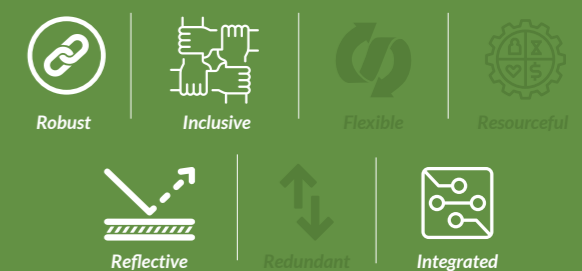 Robust
Inclusive
Flexible
Resourceful
Reflective
Redundant
Integrated